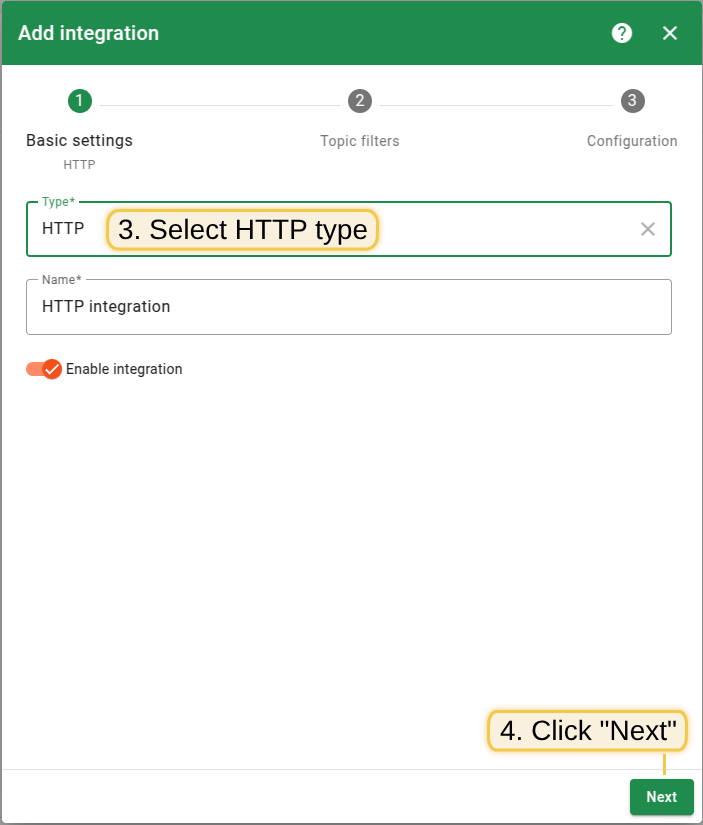 Add integration
?
1
2
3
Basic settings
Topic filters
Configuration
HTTP
Type*
HTTP
3. Select HTTP type
Name*
HTTP integration
Enable integration
4. Click "Next"
Next